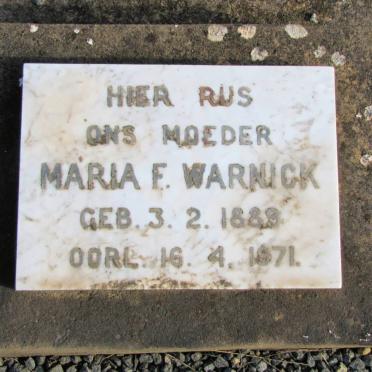 HIER RUS
ONS MOEDER
MARIA F. WARNICK
GEB. 3. 2. 1889.
OORL. 16. 4. 1971.